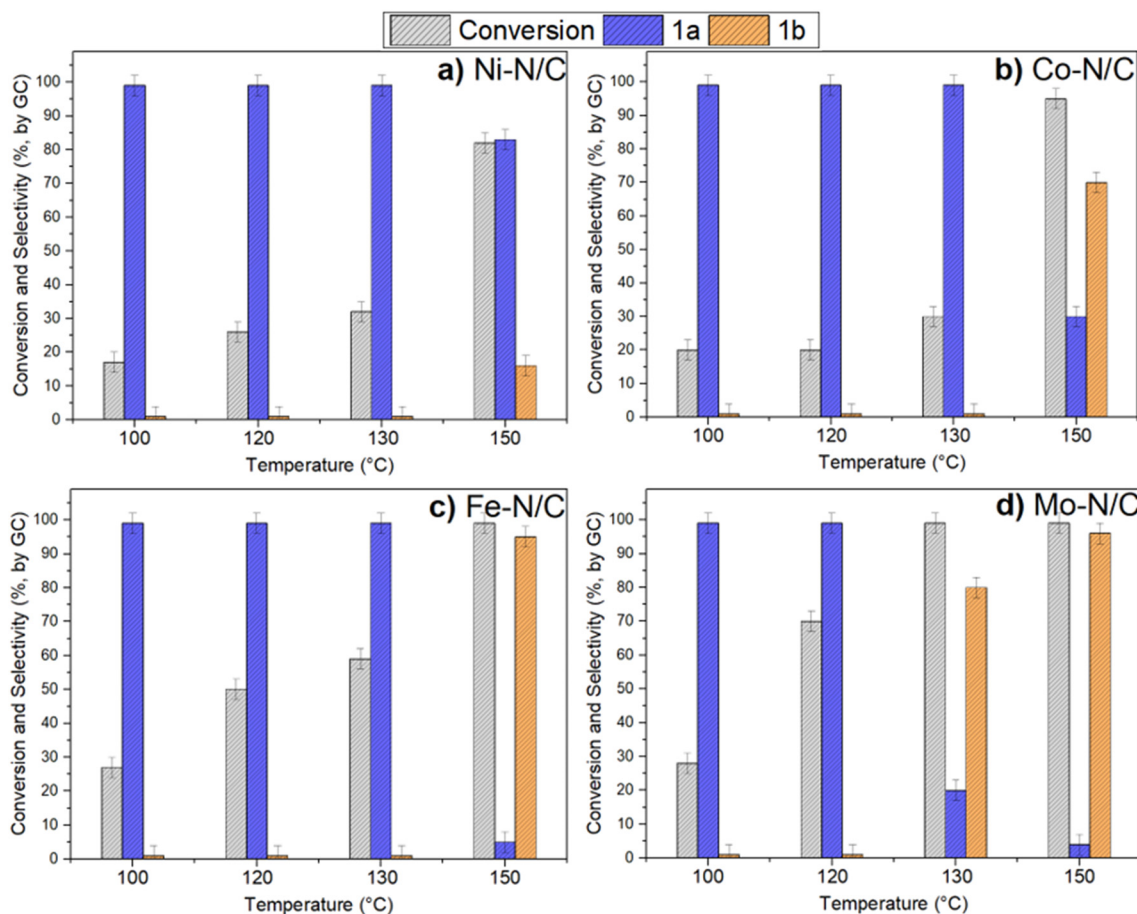 Conversion 1a 1b
a) Ni-N/C
Conversion and Selectivity (%, by GC)
100
90
80
70
60
50
40
30
20
10
0
100 120 130 150
Temperature (°C)
b) Co-N/C
Conversion and Selectivity (%, by GC)
100
90
80
70
60
50
40
30
20
10
0
100 120 130 150
Temperature (°C)
c) Fe-N/C
Conversion and Selectivity (%, by GC)
100
90
80
70
60
50
40
30
20
10
0
100 120 130 150
Temperature (°C)
d) Mo-N/C
Conversion and Selectivity (%, by GC)
100
90
80
70
60
50
40
30
20
10
0
100 120 130 150
Temperature (°C)